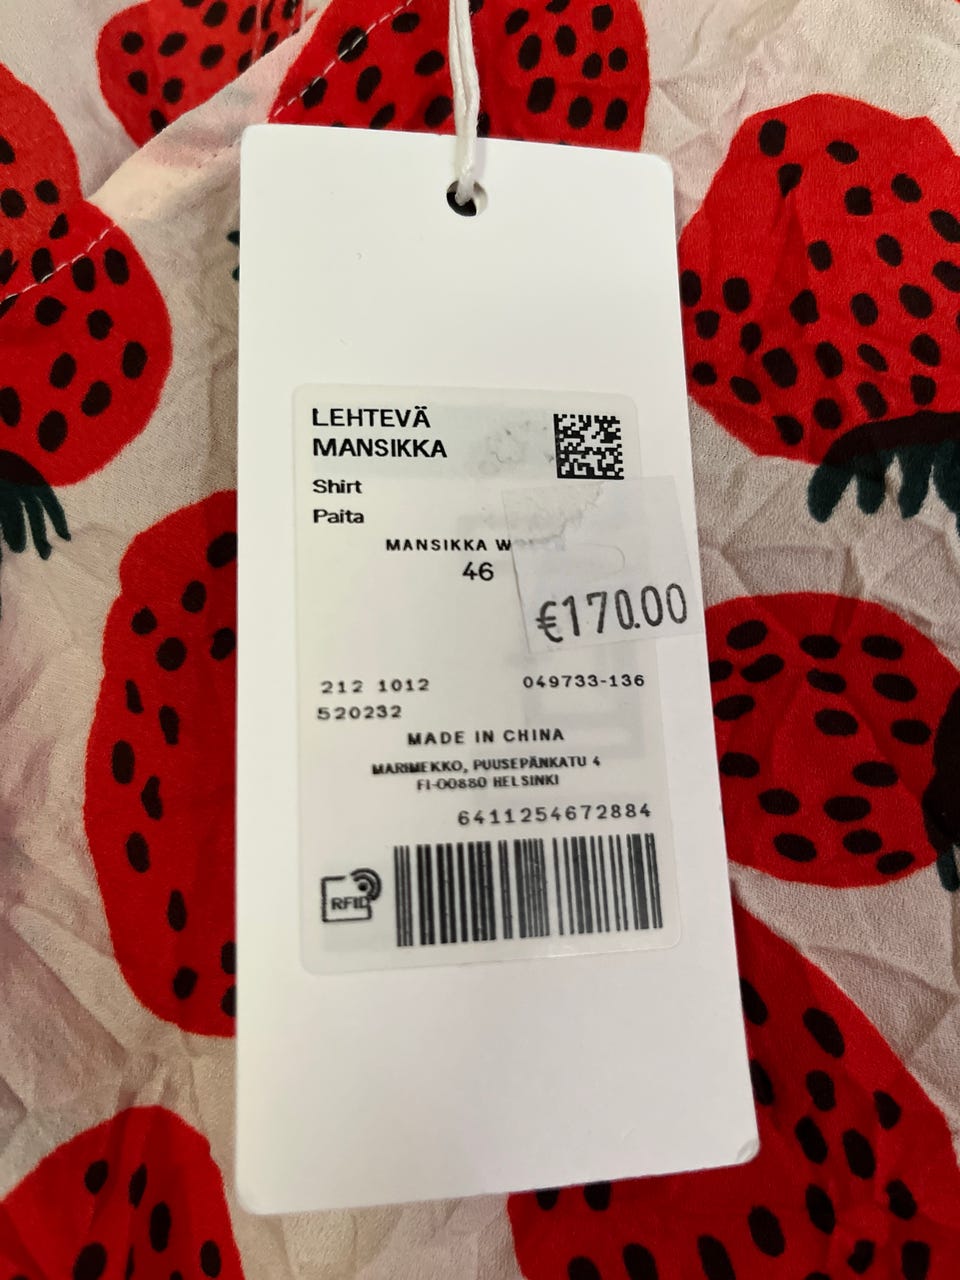 LEHTEVÄ
MANSIKKA
Shirt
Paita
MANSIKKA
46
€170.00
212 1012
049733-136
520232
MADE IN CHINA
MARIMEKKO, PUUSEPÄNKATU 4
FI-00880 HELSINKI
6411254672884
RFID